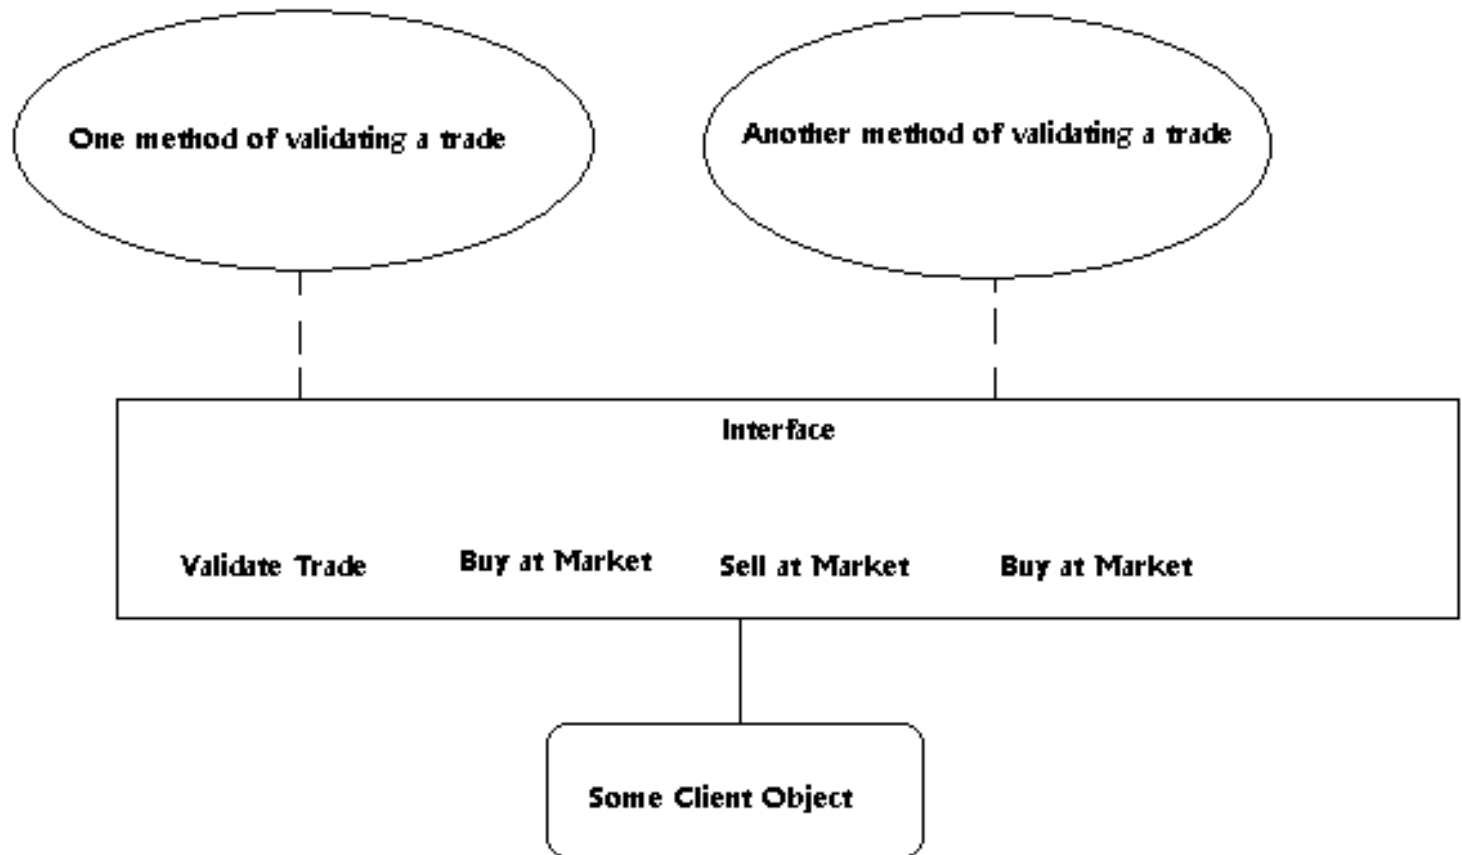 One method of validating a trade
Another method of validating a trade
Interface
Validate Trade
Buy at Market
Sell at Market
Buy at Market
Some Client Object